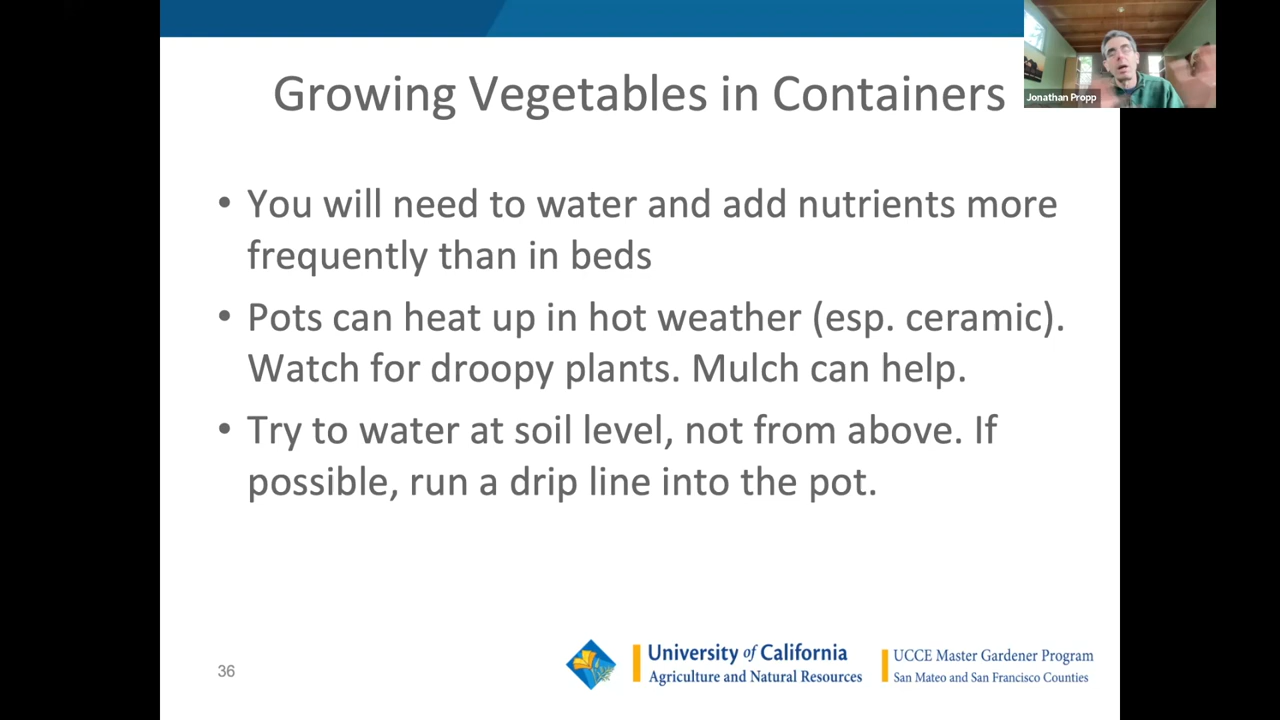 Growing Vegetables in Containers
Jonathan Propp
• You will need to water and add nutrients more
frequently than in beds
• Pots can heat up in hot weather (esp. ceramic).
Watch for droopy plants. Mulch can help.
• Try to water at soil level, not from above. If
possible, run a drip line into the pot.
36
University of California
Agriculture and Natural Resources
UCCE Master Gardener Program
San Mateo and San Francisco Counties